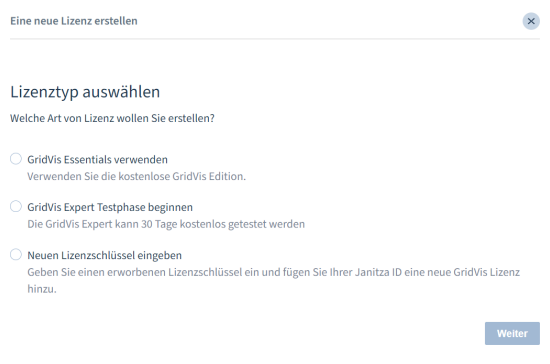 Eine neue Lizenz erstellen
Lizenztyp auswählen
Welche Art von Lizenz wollen Sie erstellen?
GridVis Essentials verwenden
Verwenden Sie die kostenlose GridVis Edition.
GridVis Expert Testphase beginnen
Die GridVis Expert kann 30 Tage kostenlos getestet werden
Neuen Lizenzschlüssel eingeben
Geben Sie einen erworbenen Lizenzschlüssel ein und fügen Sie Ihrer Janitza ID eine neue GridVis Lizenz
hinzu.
Weiter